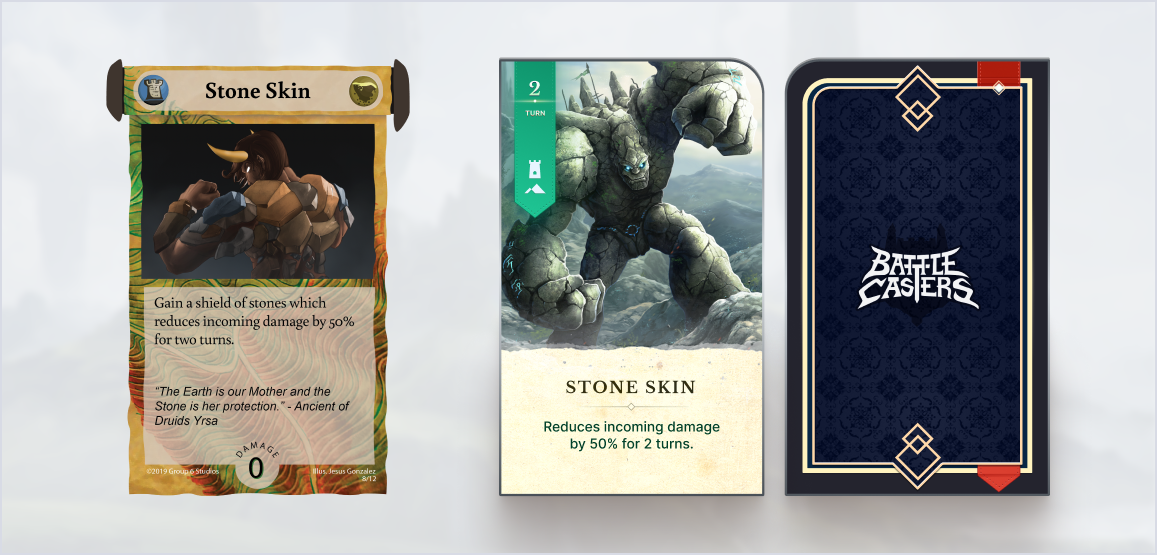 Stone Skin
Gain a shield of stones which
reduces incoming damage by 50%
for two turns.
"The Earth is our Mother and the
Stone is her protection." - Ancient of
Druids Yrsa
DAMAGE
0
©2019 Group 6 Studios
Illus. Jesus Gonzalez
8/12
2
TURN
STONE SKIN
Reduces incoming damage
by 50% for 2 turns.
BATTLE
CASTERS